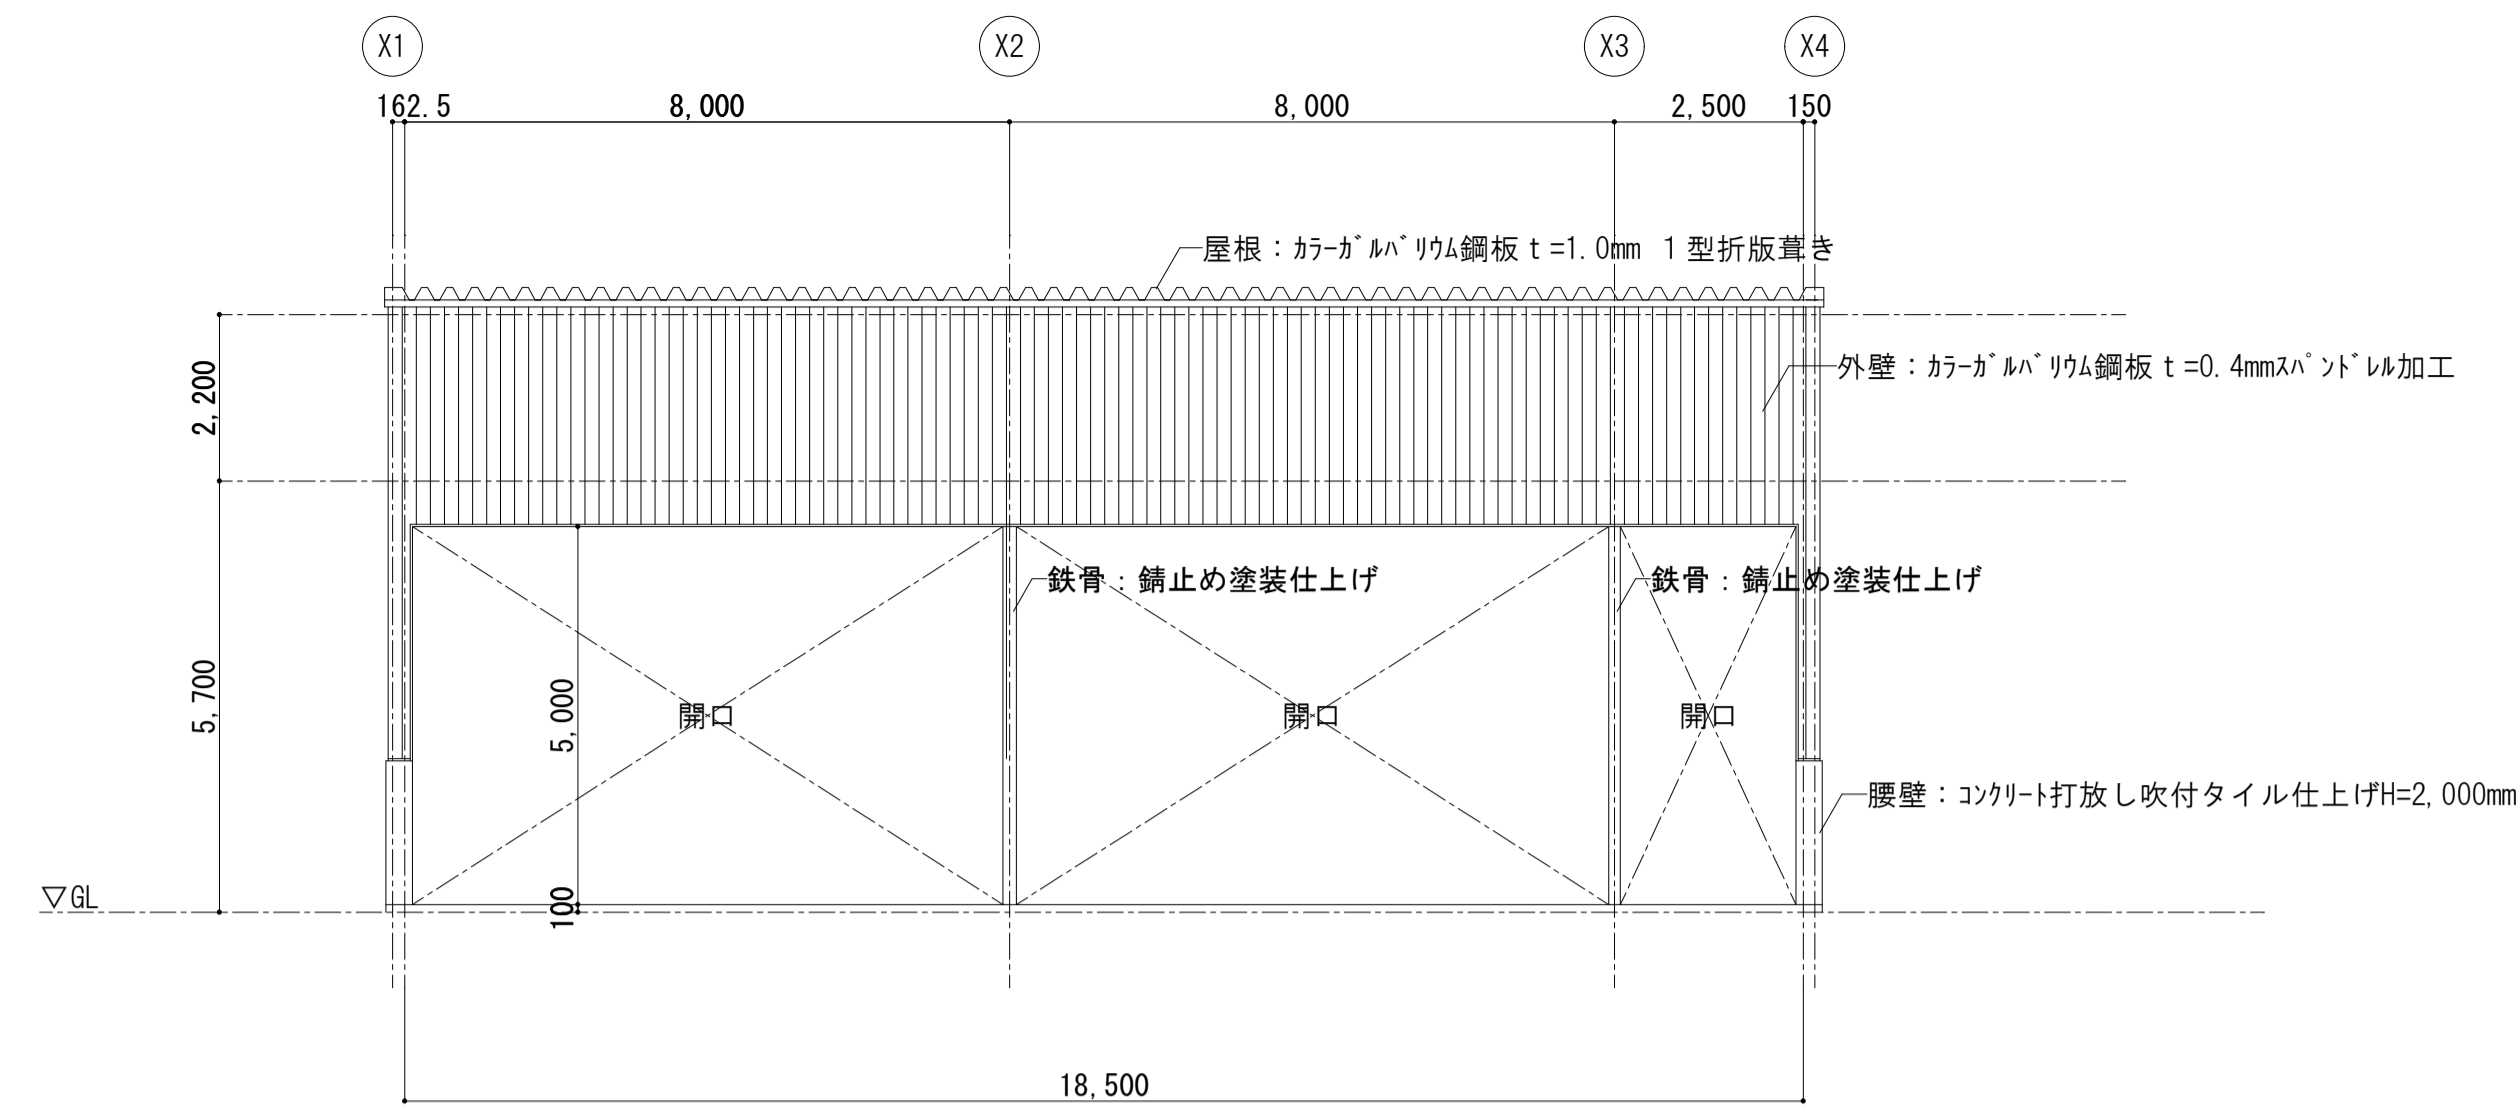 X1
X2
X3
X4
162.5
8,000
8,000
2,500
150
屋根：ｶﾗｰｶﾞﾙﾊﾞﾘｳﾑ鋼板ｔ=1.0mm １型折版葺き
2,200
外壁：ｶﾗｰｶﾞﾙﾊﾞﾘｳﾑ鋼板ｔ=0.4mmｽﾊﾟﾝﾄﾞﾚﾙ加工
鉄骨：錆止め塗装仕上げ
鉄骨：錆止め塗装仕上げ
5,700
5,000
開口
開口
開口
腰壁：ｺﾝｸﾘｰﾄ打放し吹付タイル仕上げH=2,000mm
▽GL
100
18,500